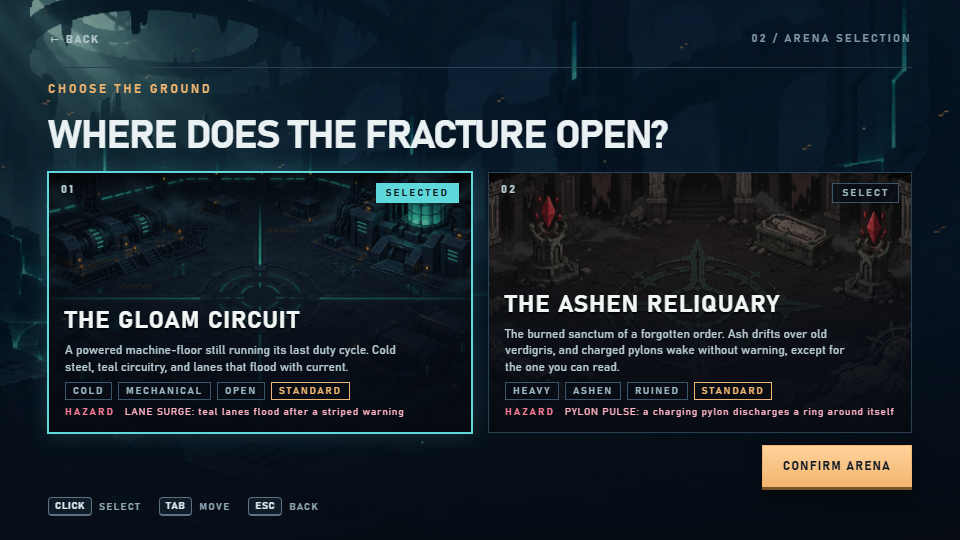 ← BACK
02 / ARENA SELECTION
CHOOSE THE GROUND
WHERE DOES THE FRACTURE OPEN?
01
SELECTED
THE GLOAM CIRCUIT
A powered machine-floor still running its last duty cycle. Cold
steel, teal circuitry, and lanes that flood with current.
COLD MECHANICAL OPEN STANDARD
HAZARD LANE SURGE: teal lanes flood after a striped warning
02
SELECT
THE ASHEN RELIQUARY
The burned sanctum of a forgotten order. Ash drifts over old
verdigris, and charged pylons wake without warning, except for
the one you can read.
HEAVY ASHEN RUINED STANDARD
HAZARD PYLON PULSE: a charging pylon discharges a ring around itself
CONFIRM ARENA
CLICK SELECT TAB MOVE ESC BACK